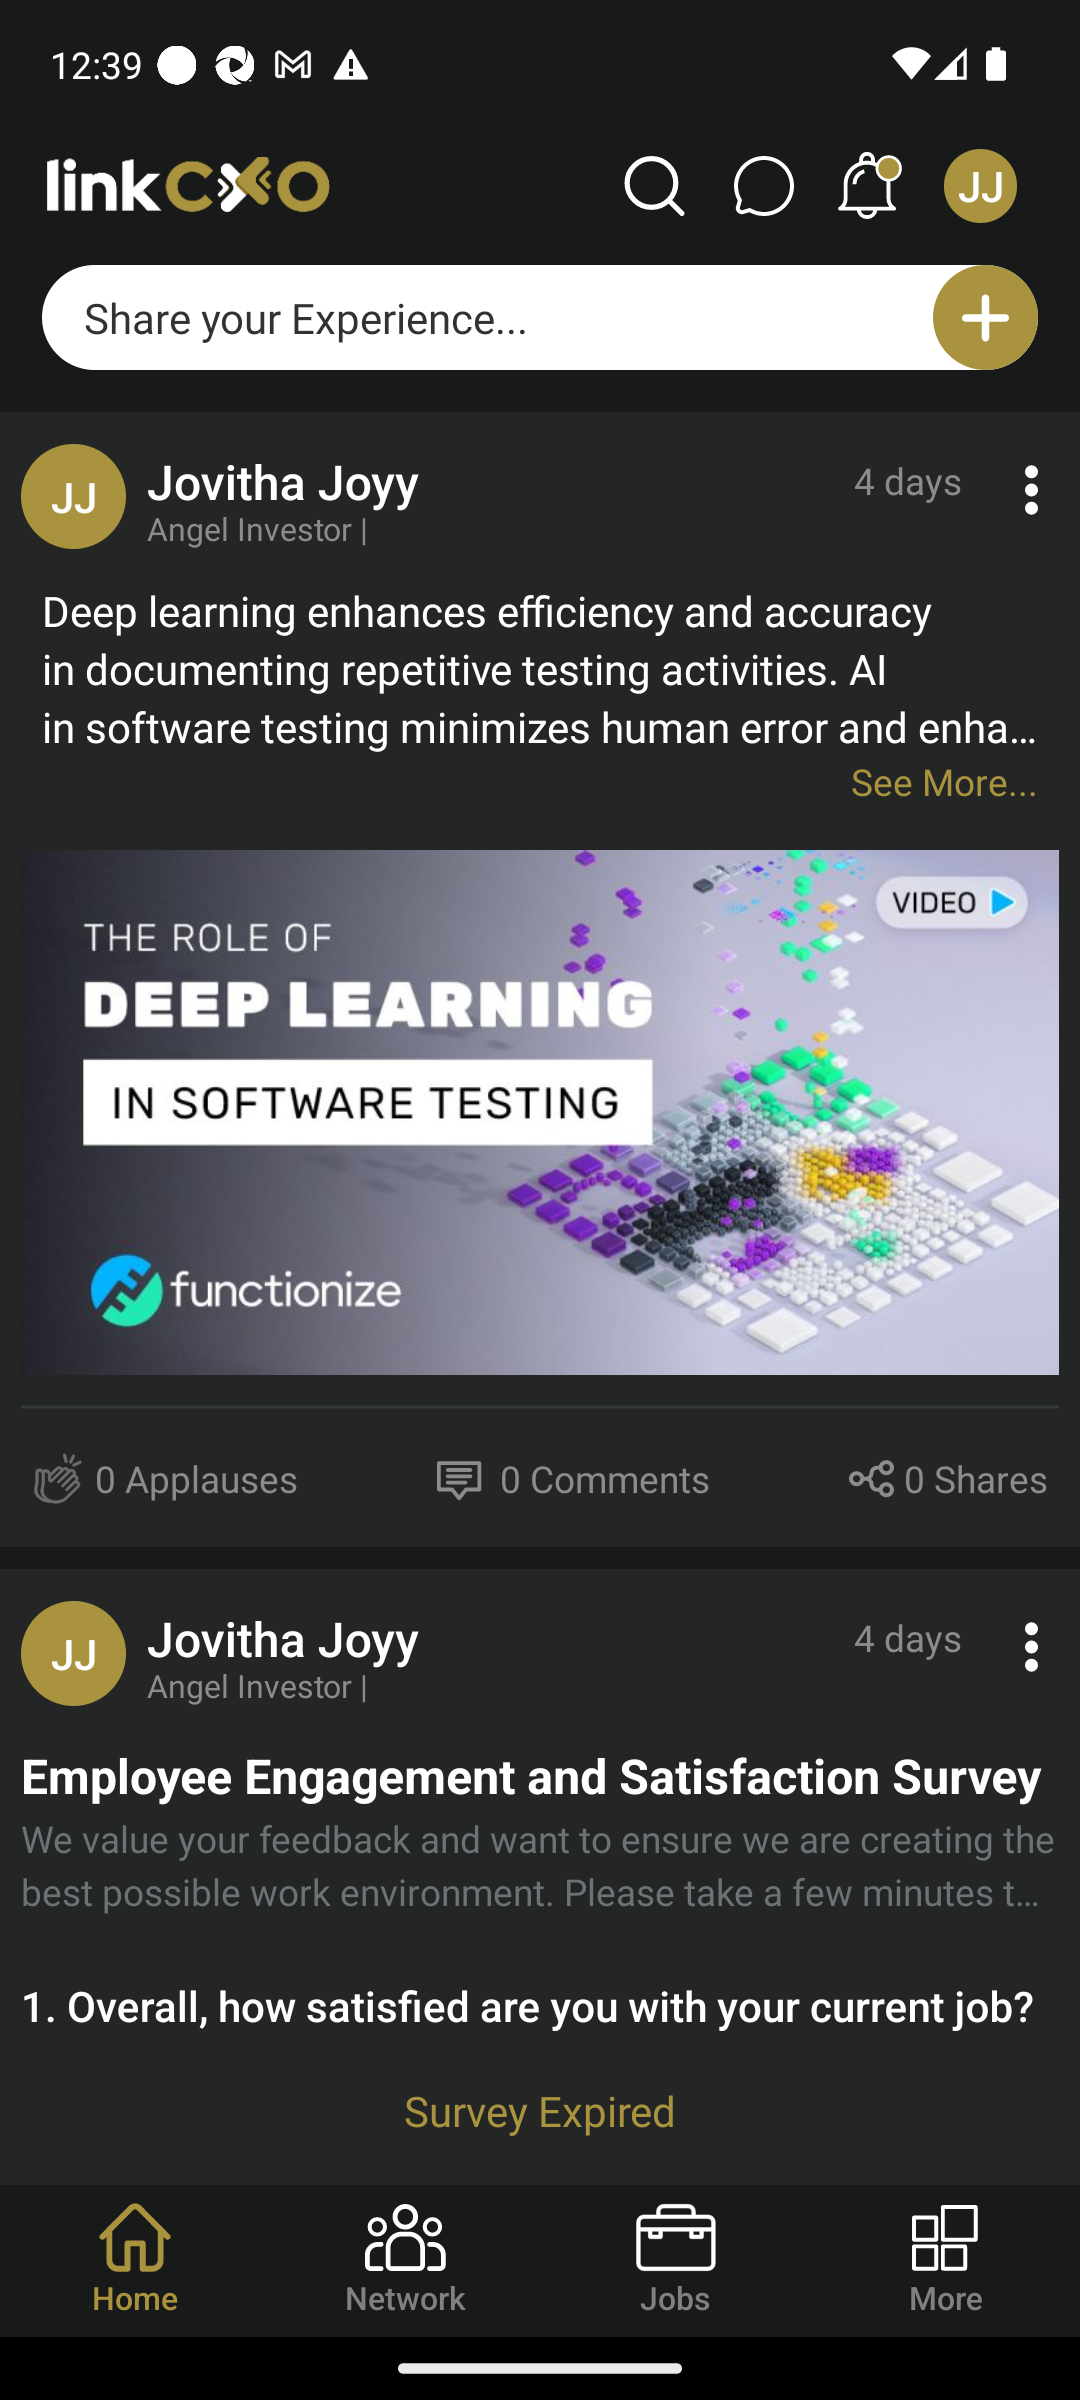 12:39
linkCXO
JJ
Share your Experience...
JJ
Jovitha Joyy
4 days
Angel Investor |
Deep learning enhances efficiency and accuracy
in documenting repetitive testing activities. AI
in software testing minimizes human error and enha...
See More...
VIDEO
THE ROLE OF
DEEP LEARNING
IN SOFTWARE TESTING
functionize
0 Applauses
0 Comments
0 Shares
JJ
Jovitha Joyy
4 days
Angel Investor |
Employee Engagement and Satisfaction Survey
We value your feedback and want to ensure we are creating the
best possible work environment. Please take a few minutes t...
1. Overall, how satisfied are you with your current job?
Survey Expired
Home
Network
Jobs
More